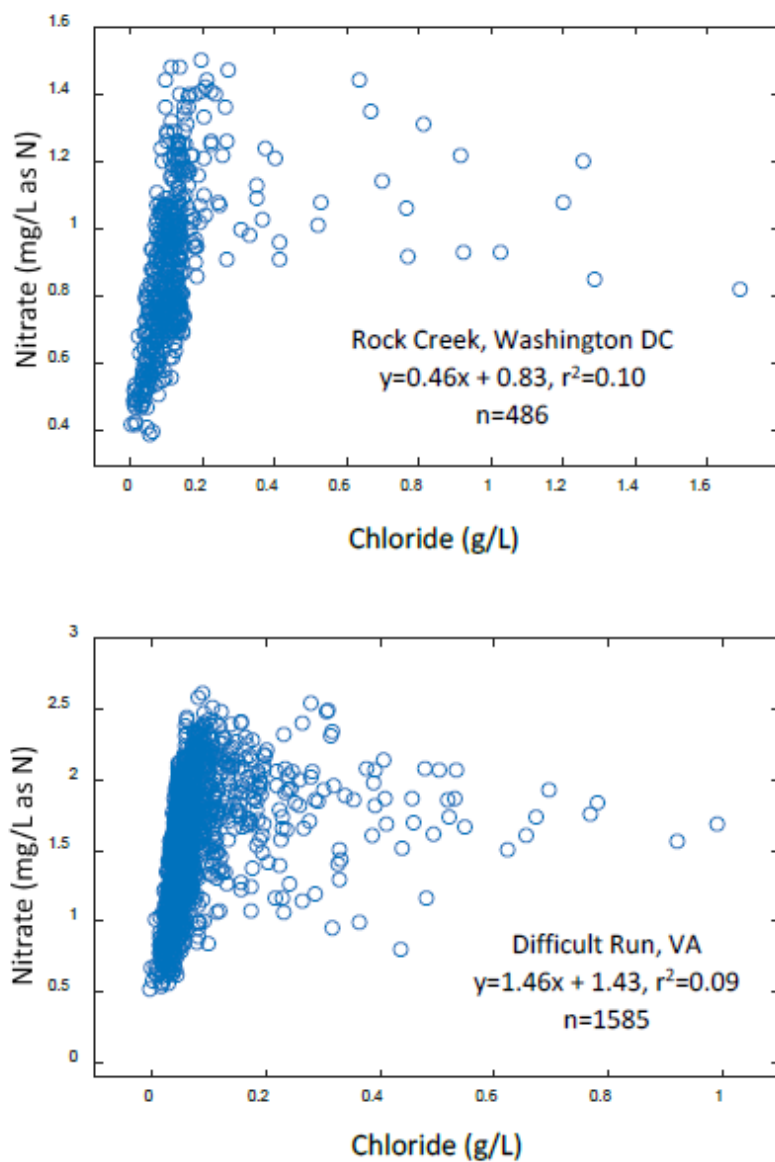 1.6
1.4
1.2
1
0.8
0.6
0.4
Nitrate (mg/L as N)
Rock Creek, Washington DC
y=0.46x + 0.83, r²=0.10
n=486
0 0.2 0.4 0.6 0.8 1 1.2 1.4 1.6
Chloride (g/L)
3
2.5
2
1.5
1
0.5
0
Nitrate (mg/L as N)
Difficult Run, VA
y=1.46x + 1.43, r²=0.09
n=1585
0 0.2 0.4 0.6 0.8 1
Chloride (g/L)